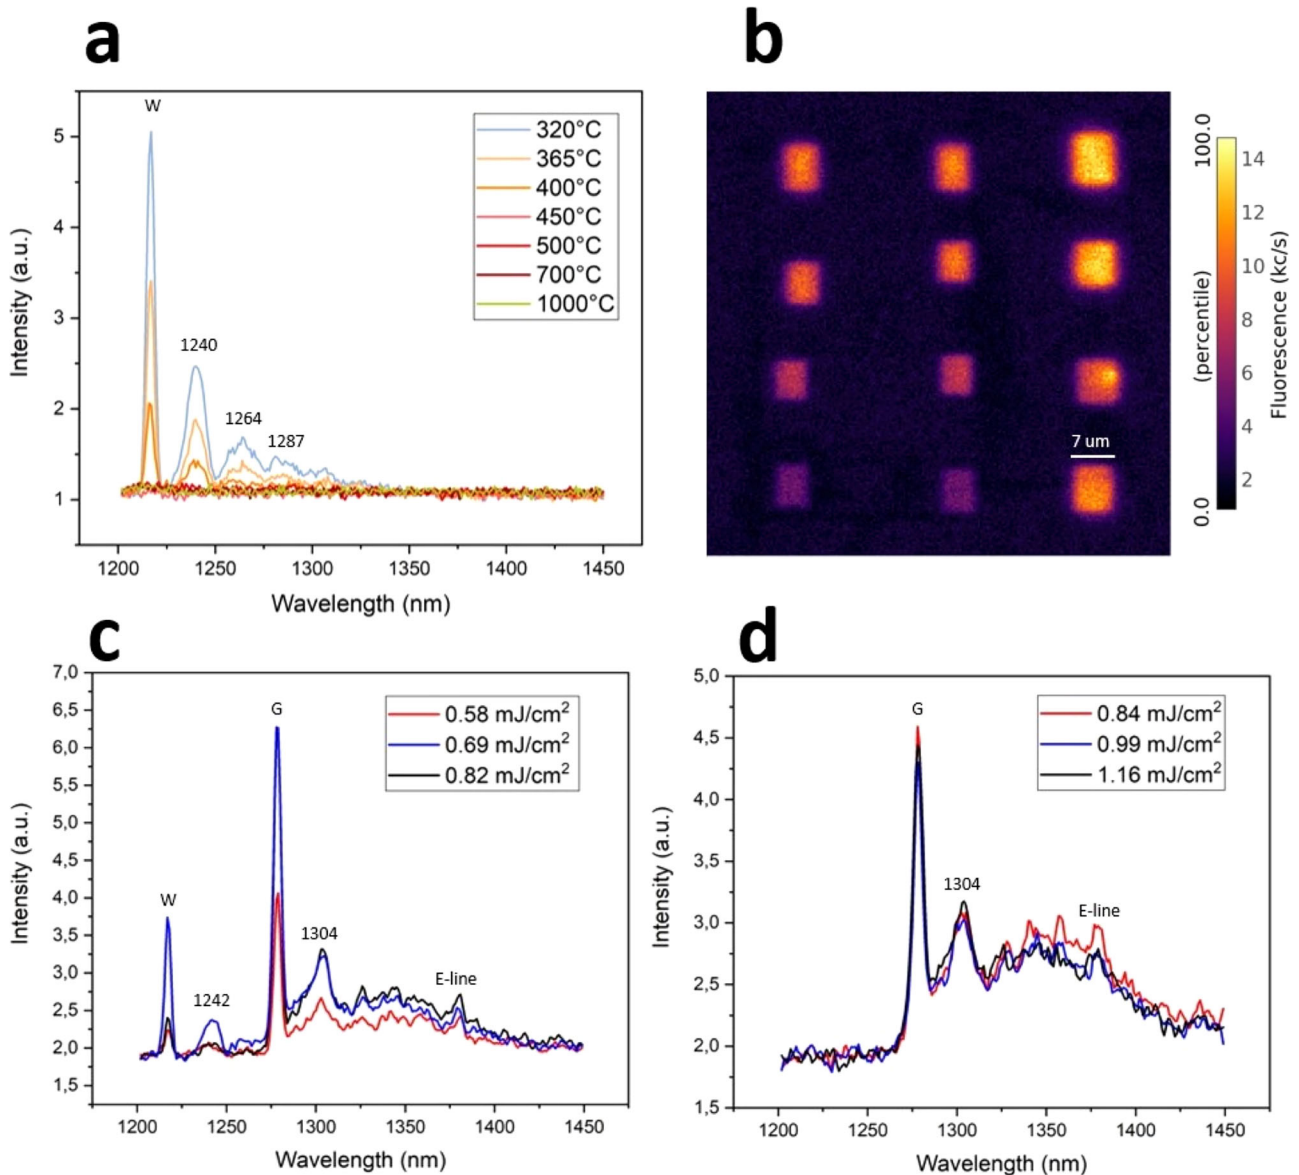 a
b
W
5
4
3
2
1
Intensity (a.u.)
1240
1264
1287
320°C
365°C
400°C
450°C
500°C
700°C
1000°C
1200
1250
1300
1350
1400
1450
Wavelength (nm)
7 um
0.0
(percentile)
100.0
14
12
10
8
6
4
2
Fluorescence (kc/s)
c
d
7,0
6,5
6,0
5,5
5,0
4,5
4,0
3,5
3,0
2,5
2,0
1,5
Intensity (a.u.)
W
1242
G
1304
E-line
0.58 mJ/cm²
0.69 mJ/cm²
0.82 mJ/cm²
1200
1250
1300
1350
1400
1450
Wavelength (nm)
5,0
4,5
4,0
3,5
3,0
2,5
2,0
1,5
Intensity (a.u.)
G
1304
E-line
0.84 mJ/cm²
0.99 mJ/cm²
1.16 mJ/cm²
1200
1250
1300
1350
1400
1450
Wavelength (nm)